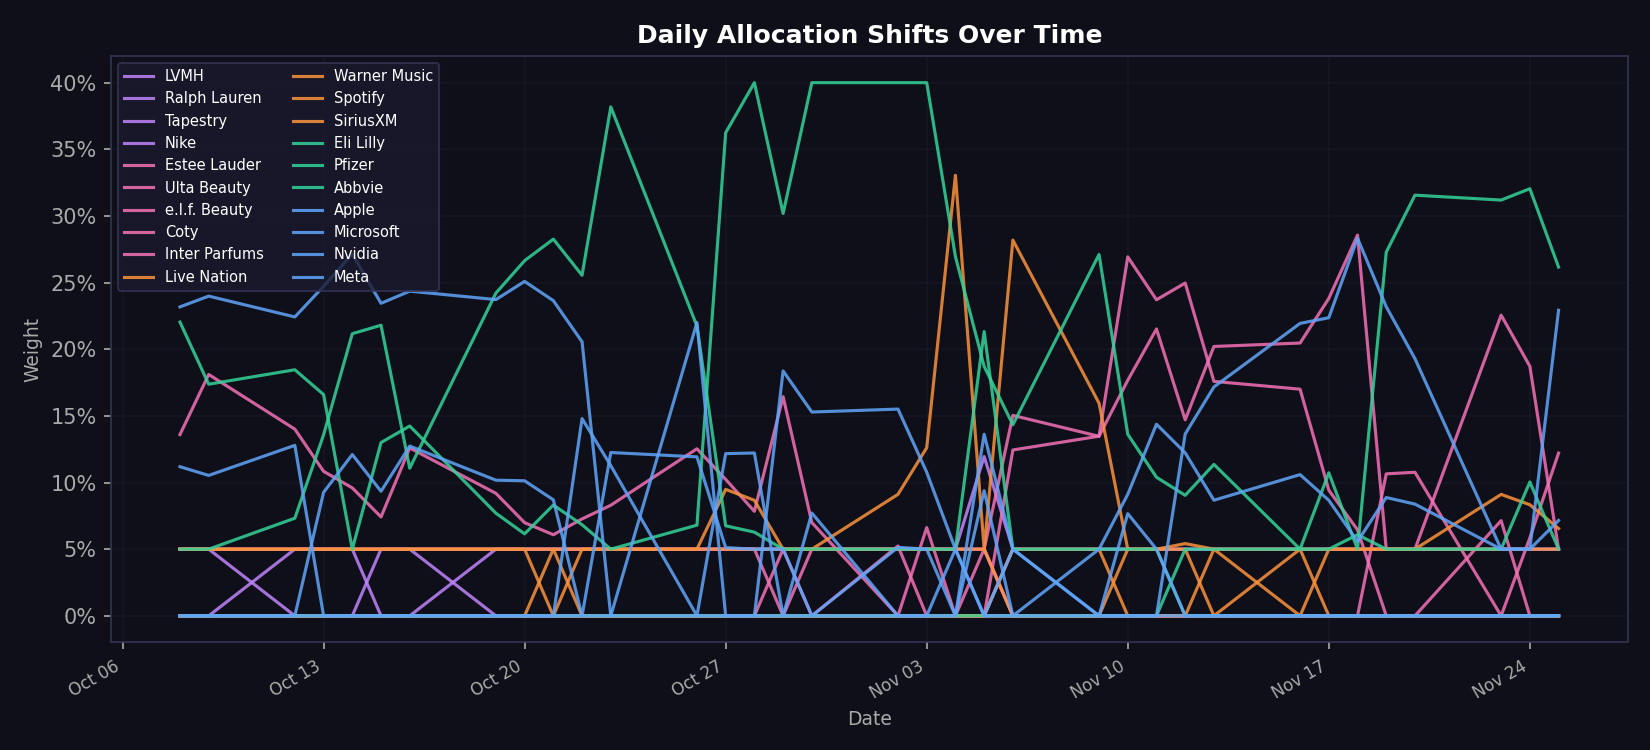 Daily Allocation Shifts Over Time
LVMH
Ralph Lauren
Tapestry
Nike
Estee Lauder
Ulta Beauty
e.l.f. Beauty
Coty
Inter Parfums
Live Nation
Warner Music
Spotify
SiriusXM
Eli Lilly
Pfizer
Abbvie
Apple
Microsoft
Nvidia
Meta
40%
35%
30%
25%
20%
15%
10%
5%
0%
Weight
Oct 06
Oct 13
Oct 20
Oct 27
Nov 03
Nov 10
Nov 17
Nov 24
Date